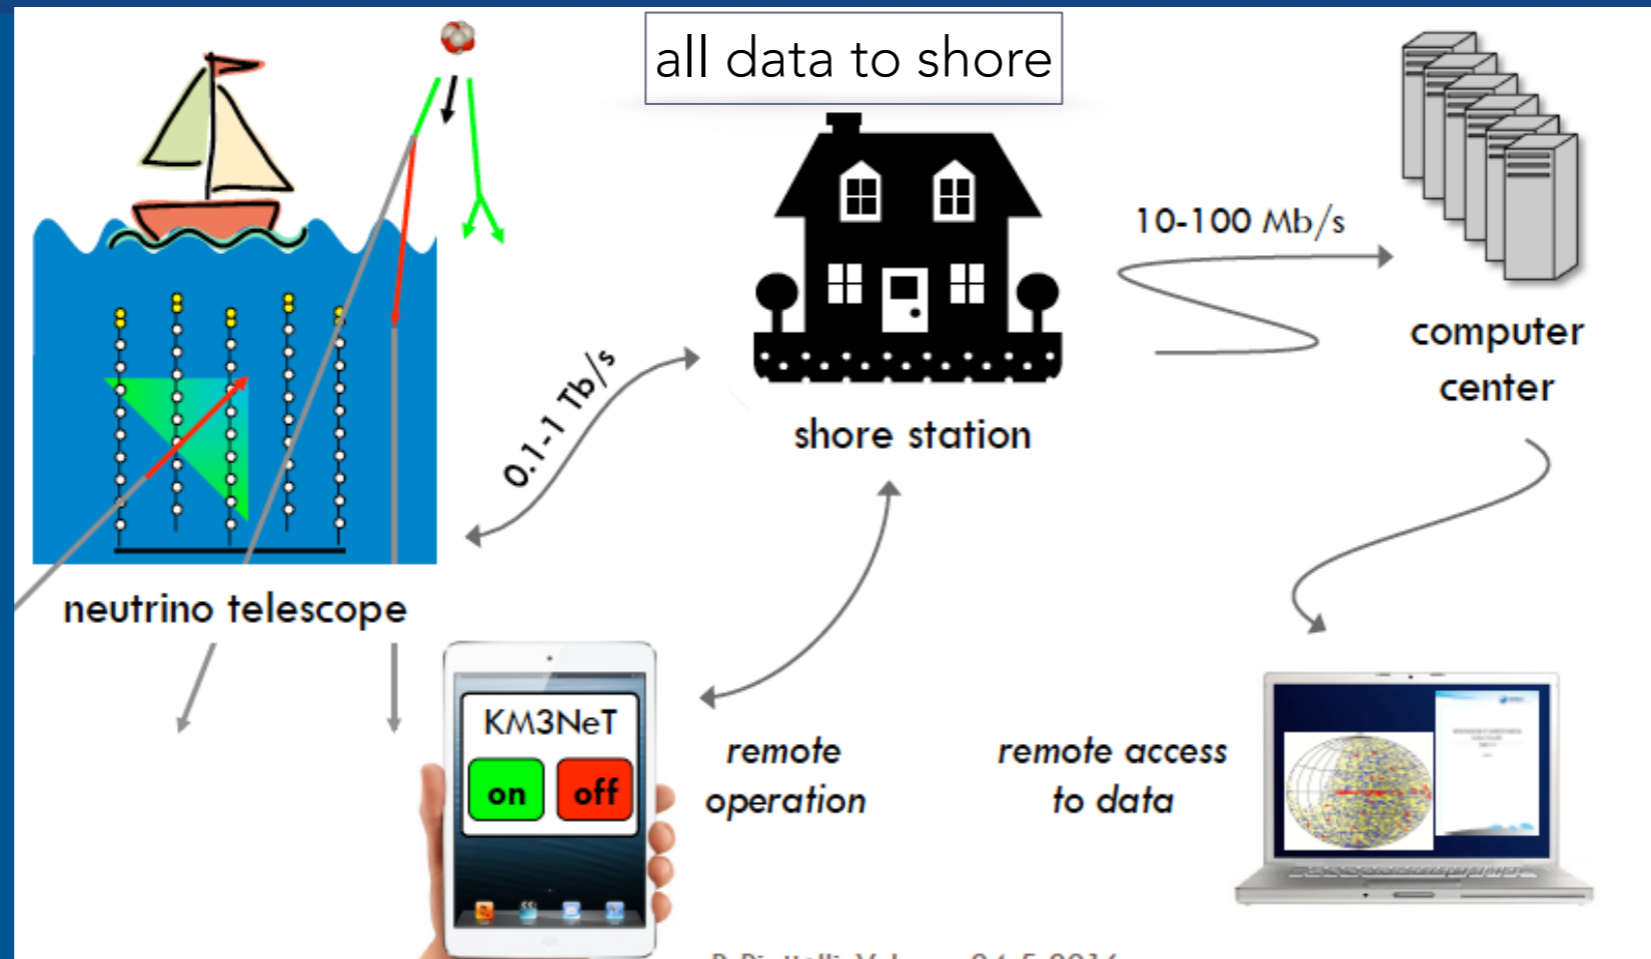 all data to shore
10-100 Mb/s
computer
center
0.1-1 Tb/s
shore station
neutrino telescope
KM3NeT
on off
remote
operation
remote access
to data